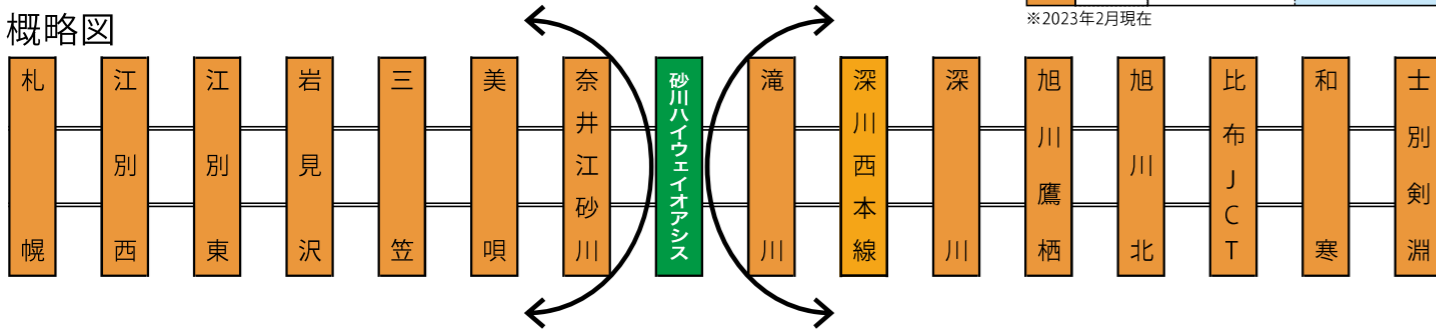 ※2023年2月現在
概略図
札幌
江別西
江別東
岩見沢
三笠
美唄
奈井江砂川
砂川ハイウェイオアシス
滝川
深川西本線
深川
旭川鷹栖
旭川北
比布JCT
和寒
士別剣淵